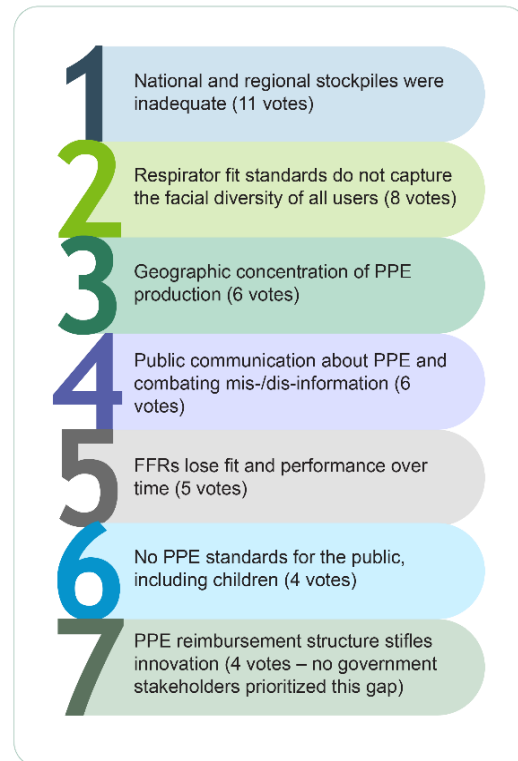 1
National and regional stockpiles were
inadequate (11 votes)
2
Respirator fit standards do not capture
the facial diversity of all users (8 votes)
3
Geographic concentration of PPE
production (6 votes)
4
Public communication about PPE and
combating mis-/dis-information (6
votes)
5
FFRs lose fit and performance over
time (5 votes)
6
No PPE standards for the public,
including children (4 votes)
7
PPE reimbursement structure stifles
innovation (4 votes – no government
stakeholders prioritized this gap)